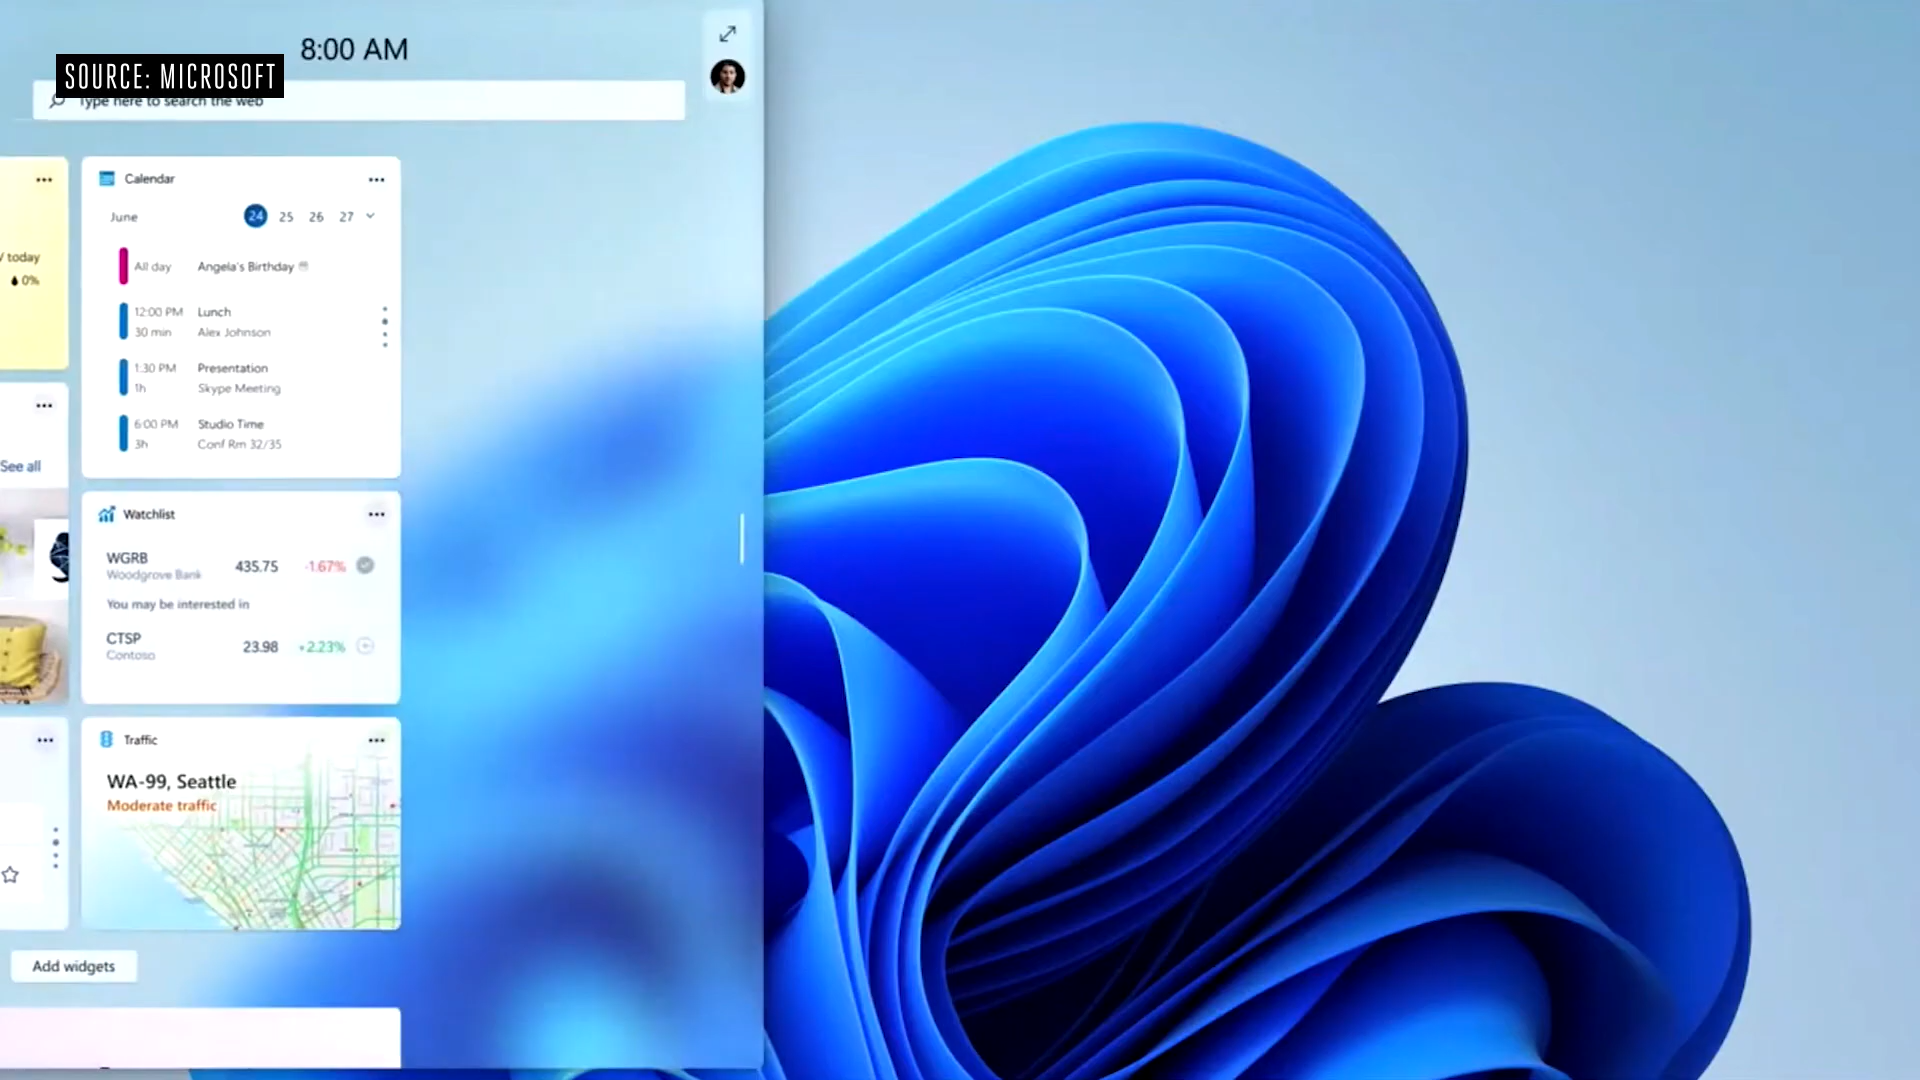 8:00 AM
SOURCE: MICROSOFT
Type here to search the web
Calendar
June 24 25 26 27
today
0%
All day Angela's Birthday
12:00 PM Lunch
30 min Alex Johnson
1:30 PM Presentation
1h Skype Meeting
6:00 PM Studio Time
3h Conf Rm 32/35
See all
Watchlist
WGRB 435.75 -1.67%
Woodgrove Bank
You may be interested in
CTSP 23.98 +2.23%
Contoso
Traffic
WA-99, Seattle
Moderate traffic
Add widgets